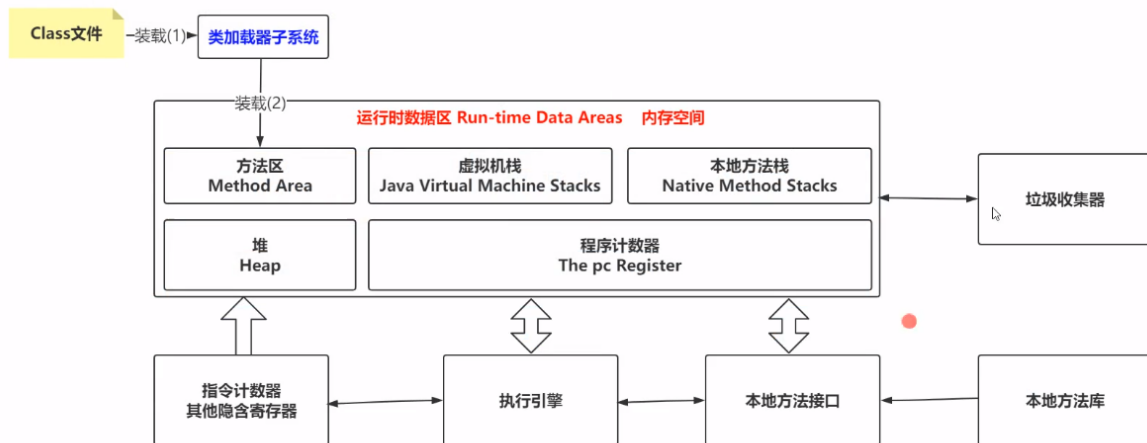 Class文件
装载(1)
类加载器子系统
装载(2)
运行时数据区 Run-time Data Areas 内存空间
方法区
Method Area
虚拟机栈
Java Virtual Machine Stacks
本地方法栈
Native Method Stacks
垃圾收集器
堆
Heap
程序计数器
The pc Register
指令计数器
其他隐含寄存器
执行引擎
本地方法接口
本地方法库